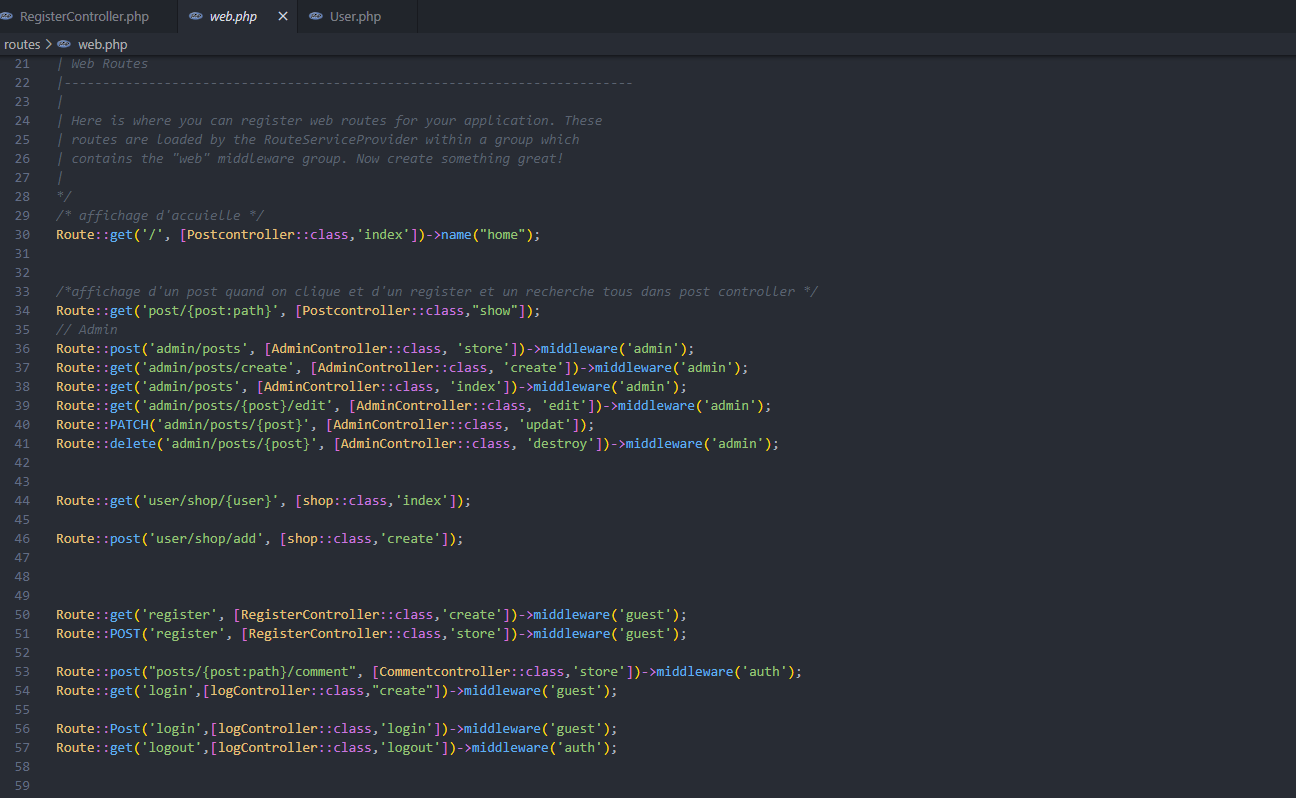 RegisterController.php
web.php
User.php
routes > web.php
21 | Web Routes
22 |--------------------------------------------------------------------------
23 |
24 | Here is where you can register web routes for your application. These
25 | routes are loaded by the RouteServiceProvider within a group which
26 | contains the "web" middleware group. Now create something great!
27 |
28 */
29 /* affichage d'accuielle */
30 Route::get('/', [Postcontroller::class,'index'])->name("home");
31
32
33 /*affichage d'un post quand on clique et d'un register et un recherche tous dans post controller */
34 Route::get('post/{post:path}', [Postcontroller::class,"show"]);
35 // Admin
36 Route::post('admin/posts', [AdminController::class, 'store'])->middleware('admin');
37 Route::get('admin/posts/create', [AdminController::class, 'create'])->middleware('admin');
38 Route::get('admin/posts', [AdminController::class, 'index'])->middleware('admin');
39 Route::get('admin/posts/{post}/edit', [AdminController::class, 'edit'])->middleware('admin');
40 Route::PATCH('admin/posts/{post}', [AdminController::class, 'updat']);
41 Route::delete('admin/posts/{post}', [AdminController::class, 'destroy'])->middleware('admin');
42
43
44 Route::get('user/shop/{user}', [shop::class,'index']);
45
46 Route::post('user/shop/add', [shop::class,'create']);
47
48
49
50 Route::get('register', [RegisterController::class,'create'])->middleware('guest');
51 Route::POST('register', [RegisterController::class,'store'])->middleware('guest');
52
53 Route::post("posts/{post:path}/comment", [Commentcontroller::class,'store'])->middleware('auth');
54 Route::get('login',[logController::class,"create"])->middleware('guest');
55
56 Route::Post('login',[logController::class,'login'])->middleware('guest');
57 Route::get('logout',[logController::class,'logout'])->middleware('auth');
58
59